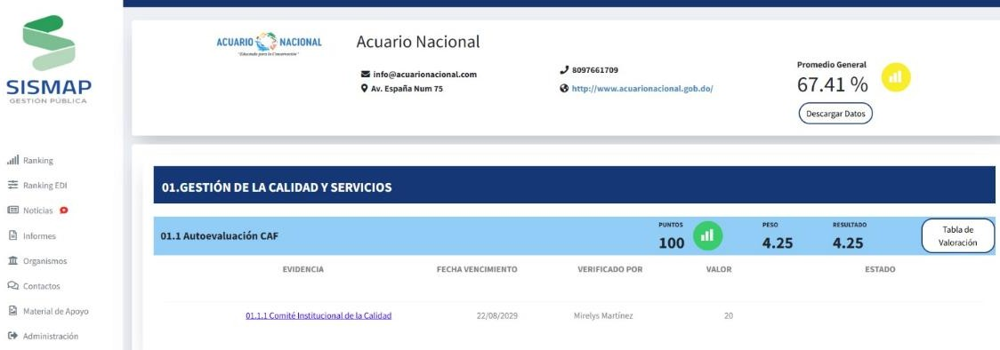 SISMAP
GESTIÓN PÚBLICA
Ranking
Ranking EDI
Noticias
Informes
Organismos
Contactos
Material de Apoyo
Administración
ACUARIO NACIONAL
"Educando para la Conservación"
Acuario Nacional
info@acuarionacional.com
Av. España Num 75
8097661709
http://www.acuarionacional.gob.do/
Promedio General
67.41 %
Descargar Datos
01.GESTIÓN DE LA CALIDAD Y SERVICIOS
01.1 Autoevaluación CAF
PUNTOS
100
PESO
4.25
RESULTADO
4.25
Tabla de
Valoración
EVIDENCIA FECHA VENCIMIENTO VERIFICADO POR VALOR ESTADO
01.1.1 Comité Institucional de la Calidad 22/08/2029 Mirelys Martínez 20